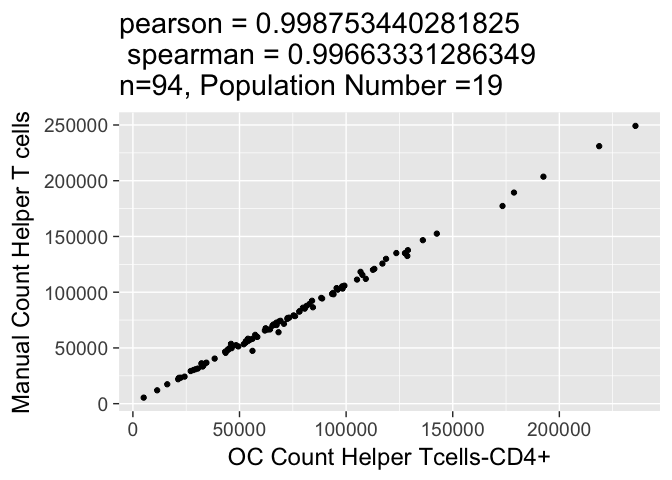 pearson = 0.998753440281825
spearman = 0.99663331286349
n=94, Population Number =19
Manual Count Helper T cells
250000
200000
150000
100000
50000
0
0 50000 100000 150000 200000
OC Count Helper Tcells-CD4+